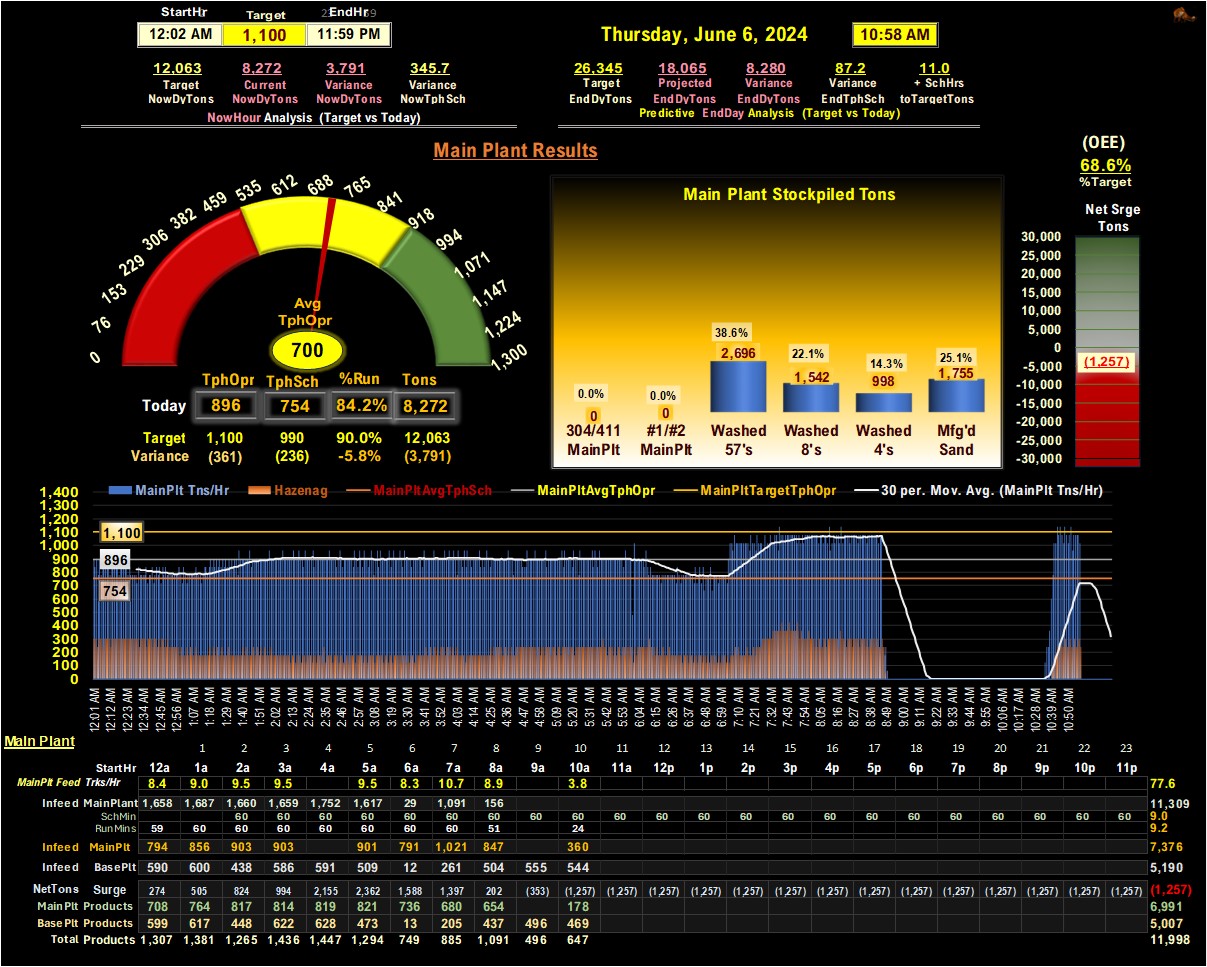 StartHr Target EndHr
12:02 AM 1,100 11:59 PM
Thursday, June 6, 2024 10:58 AM
12,063 8,272 3,791 345.7
Target Current Variance Variance
NowDyTons NowDyTons NowDyTons NowTphSch
NowHour Analysis (Target vs Today)
26,345 18,065 8,280 87.2 11.0
Target Projected Variance Variance + SchHrs
EndDyTons EndDyTons EndDyTons EndTphSch toTargetTons
Predictive EndDay Analysis (Target vs Today)
Main Plant Results
(OEE)
68.6%
%Target
0 76 153 229 306 382 459 535 612 688 765 841 918 994 1,071 1,147 1,224 1,300
Avg
TphOpr
700
TphOpr TphSch %Run Tons
Today 896 754 84.2% 8,272
Target 1,100 990 90.0% 12,063
Variance (361) (236) -5.8% (3,791)
Main Plant Stockpiled Tons
0.0% 0.0% 38.6% 22.1% 14.3% 25.1%
0 0 2,696 1,542 998 1,755
304/411 #1/#2 Washed Washed Washed Mfg'd
MainPlt MainPlt 57's 8's 4's Sand
Net Srge
Tons
30,000
25,000
20,000
15,000
10,000
5,000
0
-5,000
-10,000
-15,000
-20,000
-25,000
-30,000
(1,257)
MainPlt Tns/Hr Hazenag MainPltAvgTphSch MainPltAvgTphOpr MainPltTargetTphOpr 30 per. Mov. Avg. (MainPlt Tns/Hr)
1,400
1,300
1,200
1,100
1,000
900
800
700
600
500
400
300
200
100
0
1,100
896
754
12:01 AM 12:12 AM 12:23 AM 12:34 AM 12:45 AM 12:56 AM 1:07 AM 1:18 AM 1:29 AM 1:40 AM 1:51 AM 2:02 AM 2:13 AM 2:24 AM 2:35 AM 2:46 AM 2:57 AM 3:08 AM 3:19 AM 3:30 AM 3:41 AM 3:52 AM 4:03 AM 4:14 AM 4:25 AM 4:36 AM 4:47 AM 4:58 AM 5:09 AM 5:20 AM 5:31 AM 5:42 AM 5:53 AM 6:04 AM 6:15 AM 6:26 AM 6:37 AM 6:48 AM 6:59 AM 7:10 AM 7:21 AM 7:32 AM 7:43 AM 7:54 AM 8:05 AM 8:16 AM 8:27 AM 8:38 AM 8:49 AM 9:00 AM 9:11 AM 9:22 AM 9:33 AM 9:44 AM 9:55 AM 10:06 AM 10:17 AM 10:28 AM 10:39 AM 10:50 AM
Main Plant
1 2 3 4 5 6 7 8 9 10 11 12 13 14 15 16 17 18 19 20 21 22 23
StartHr 12a 1a 2a 3a 4a 5a 6a 7a 8a 9a 10a 11a 12p 1p 2p 3p 4p 5p 6p 7p 8p 9p 10p 11p
MainPlt Feed Trks/Hr 8.4 9.0 9.5 9.5 9.5 8.3 10.7 8.9 3.8 77.6
Infeed MainPlant 1,658 1,687 1,660 1,659 1,752 1,617 29 1,091 156 11,309
SchMin 60 60 60 60 60 60 60 60 60 60 60 60 60 60 60 60 60 60 60 60 60 60 9.0
RunMins 59 60 60 60 60 60 60 60 51 24 9.2
Infeed MainPlt 794 856 903 903 901 791 1,021 847 360 7,376
Infeed BasePlt 590 600 438 586 591 509 12 261 504 555 544 5,190
NetTons Surge 274 505 824 994 2,155 2,362 1,588 1,397 202 (353) (1,257) (1,257) (1,257) (1,257) (1,257) (1,257) (1,257) (1,257) (1,257) (1,257) (1,257) (1,257) (1,257) (1,257) (1,257)
MainPlt Products 708 764 817 814 819 821 736 680 654 178 6,991
BasePlt Products 599 617 448 622 628 473 13 205 437 496 469 5,007
Total Products 1,307 1,381 1,265 1,436 1,447 1,294 749 885 1,091 496 647 11,998